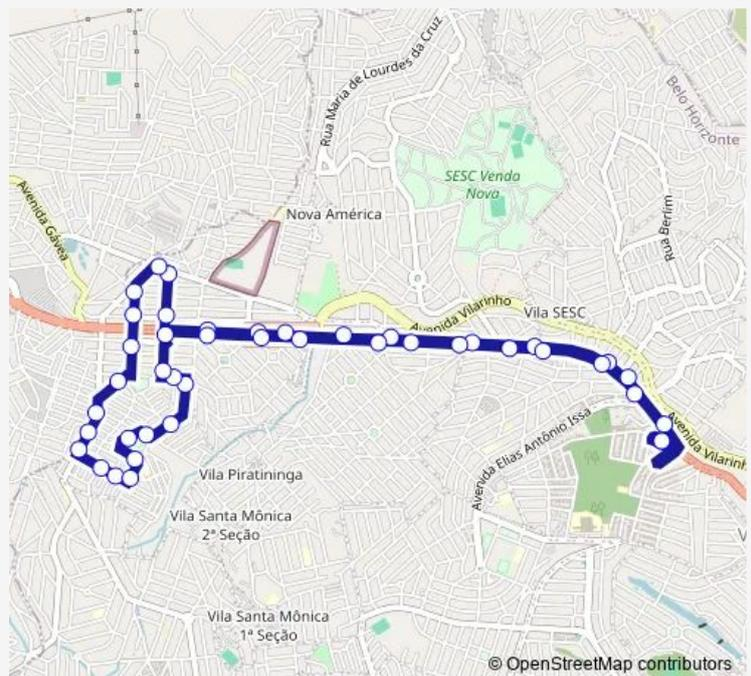 Rua Maria de Lourdes da Cruz
Belo Horizonte
SESC Venda
Nova
Avenida Gávea
Nova América
Rua Berlim
Avenida Vilarinho
Vila SESC
Avenida Elias Antônio Issa
Avenida Vilarinh
Vila Piratininga
Vila Santa Mônica
2ª Seção
V
Vila Santa Mônica
1ª Seção
© OpenStreetMap contributors